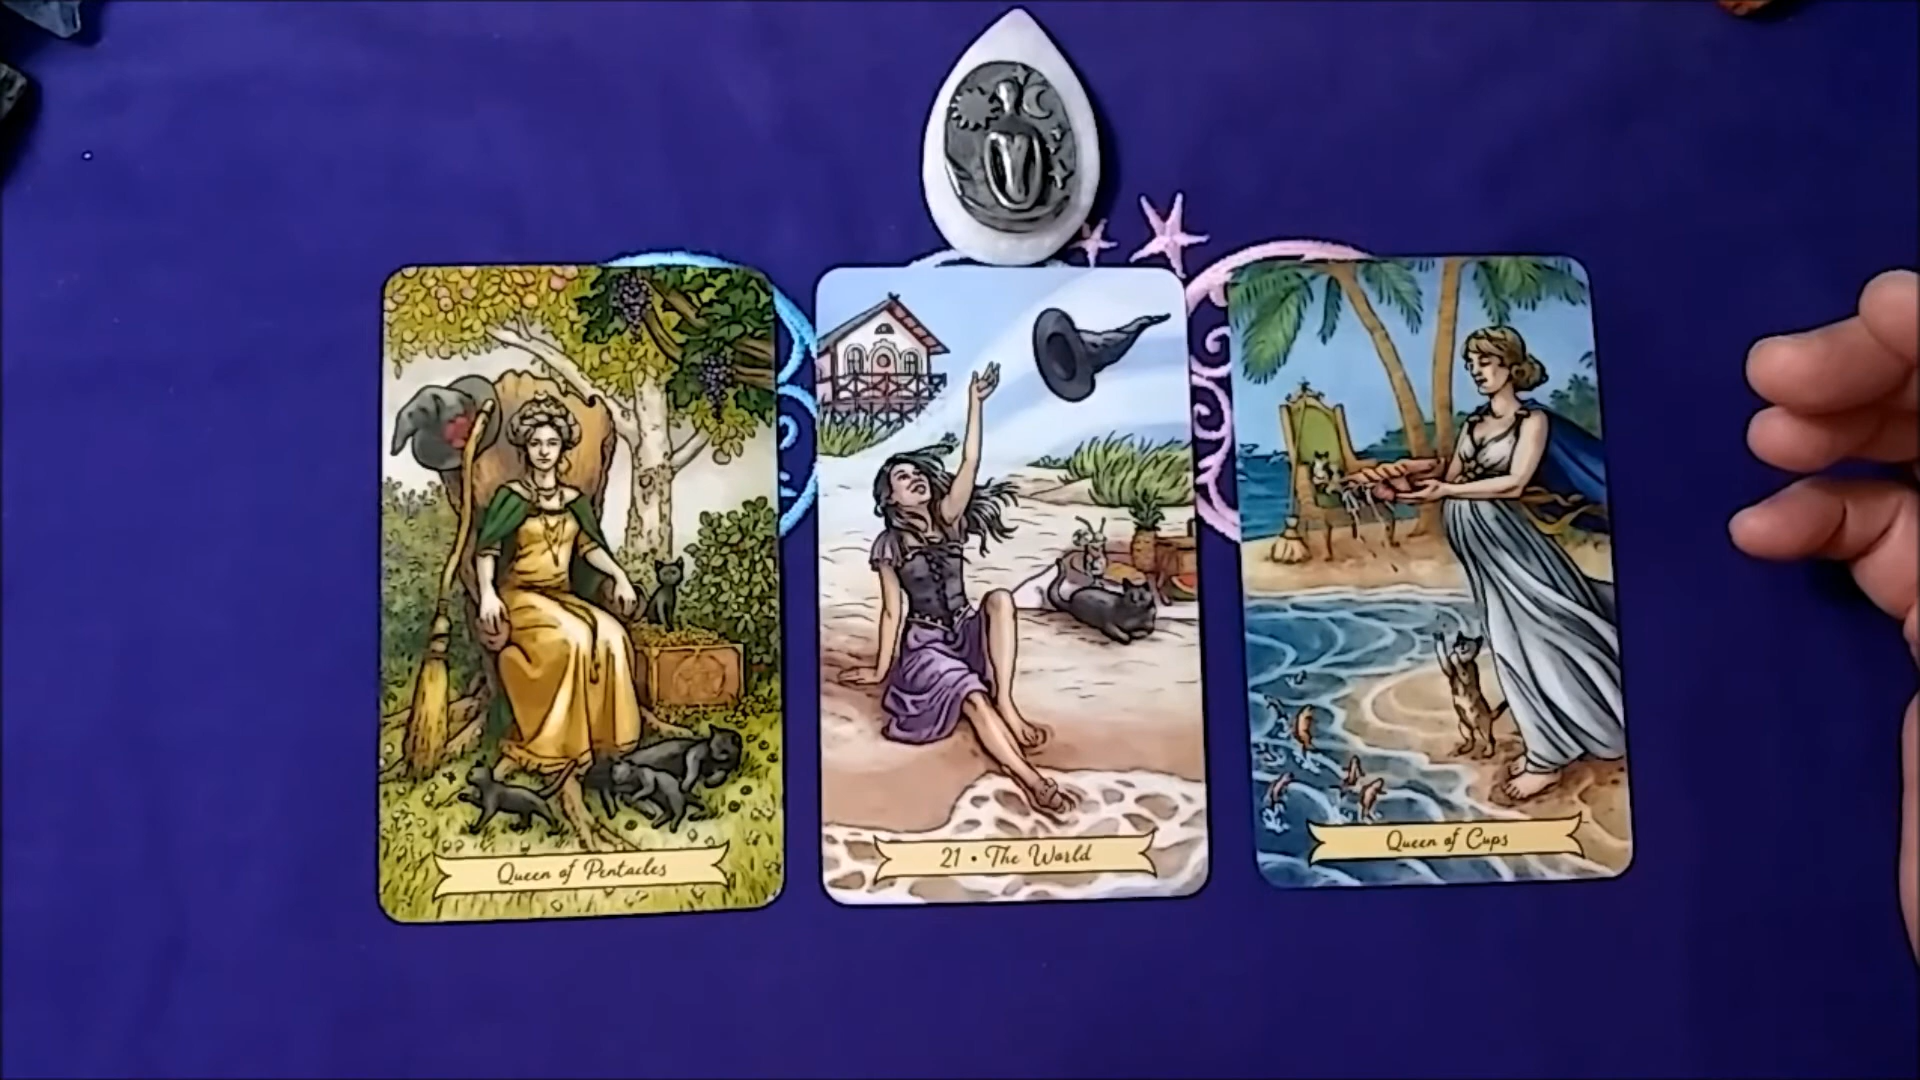 Queen of Pentacles
21 • The World
Queen of Cups